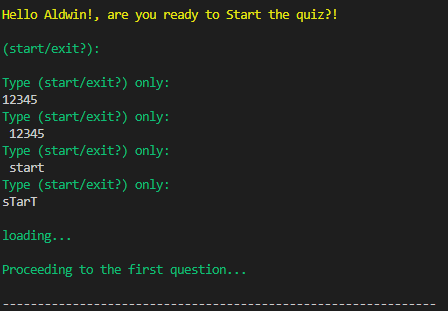 Hello Aldwin!, are you ready to Start the quiz?!
(start/exit?):
Type (start/exit?) only:
12345
Type (start/exit?) only:
 12345
Type (start/exit?) only:
 start
Type (start/exit?) only:
sTarT
loading...
Proceeding to the first question...
--------------------------------------------------------------